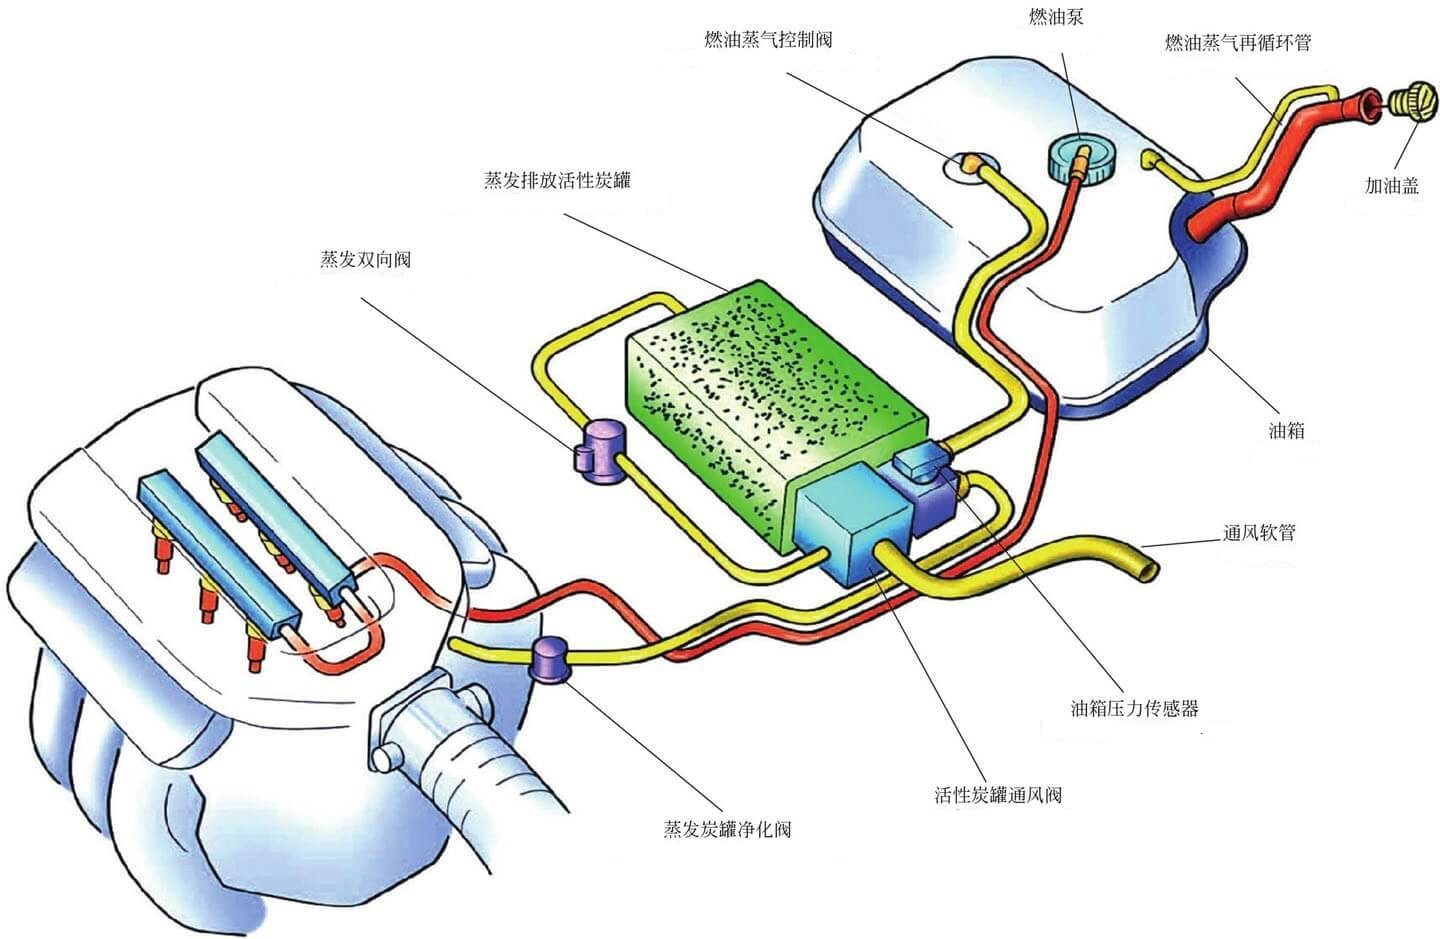 燃油泵
燃油蒸气控制阀
燃油蒸气再循环管
蒸发排放活性炭罐
加油盖
蒸发双向阀
油箱
通风软管
油箱压力传感器
活性炭罐通风阀
蒸发炭罐净化阀